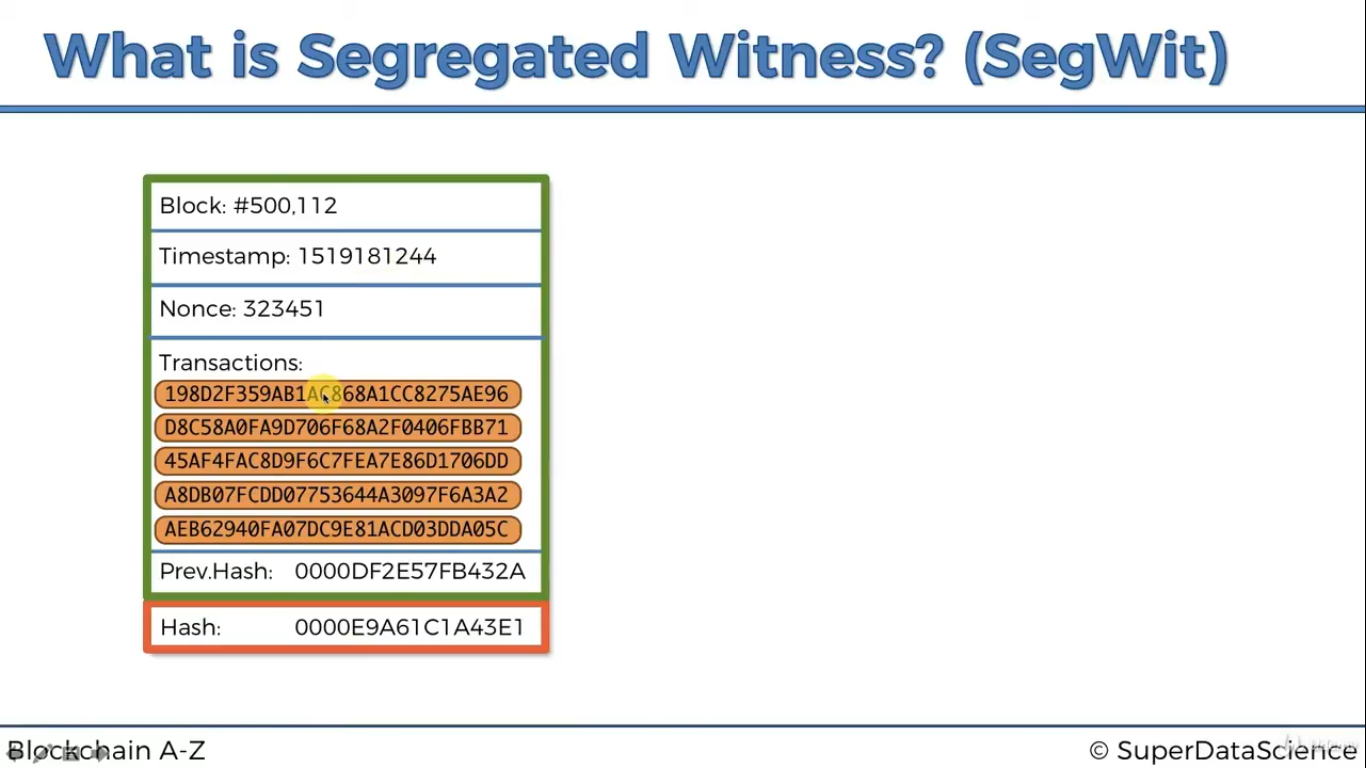 What is Segregated Witness? (SegWit)
Block: #500,112
Timestamp: 1519181244
Nonce: 323451
Transactions:
198D2F359AB1AC868A1CC8275AE96
D8C58A0FA9D706F68A2F0406FBB71
45AF4FAC8D9F6C7FEA7E86D1706DD
A8DB07FCDD07753644A3097F6A3A2
AEB62940FA07DC9E81ACD03DDA05C
Prev.Hash: 0000DF2E57FB432A
Hash: 0000E9A61C1A43E1
Blockchain A-Z
© SuperDataScience